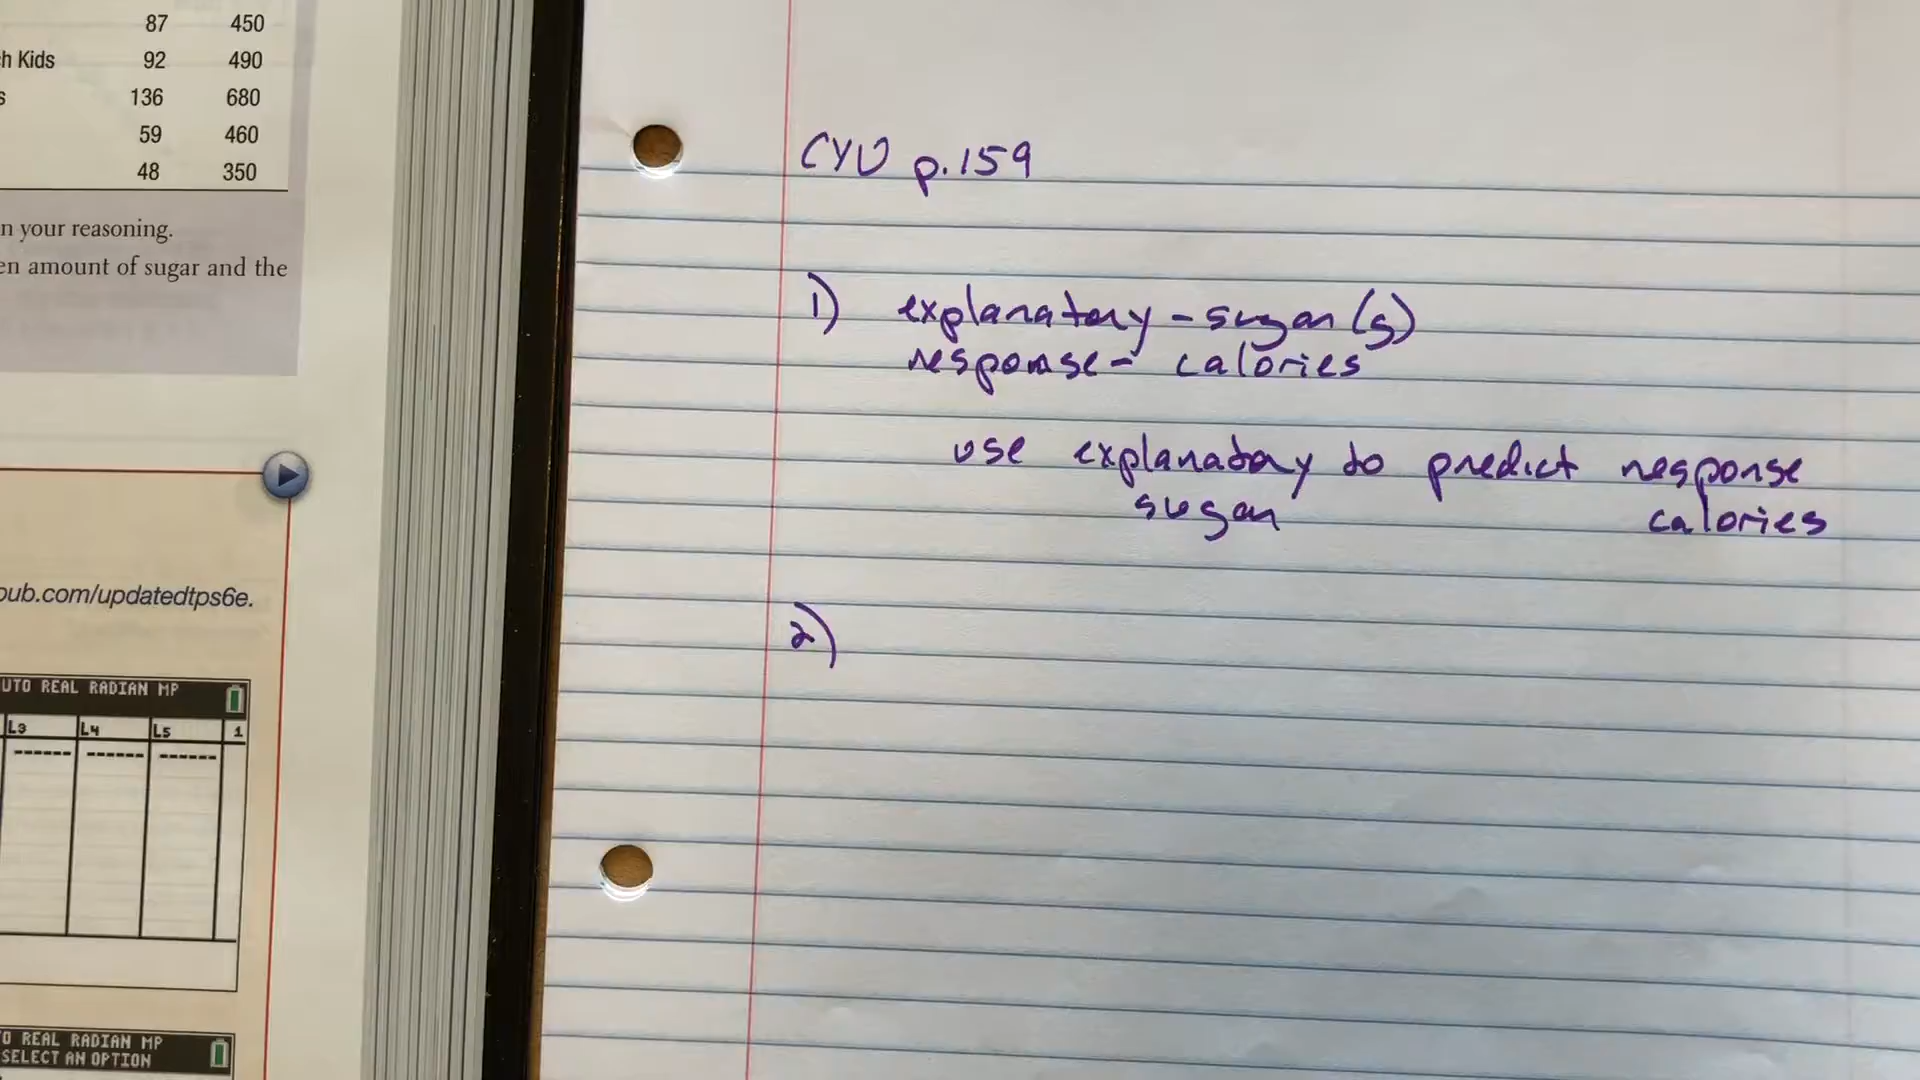 87 450
h Kids 92 490
s 136 680
59 460
48 350
n your reasoning.
en amount of sugar and the
pub.com/updatedtps6e.
UTO REAL RADIAN MP
L3 L4 L5 1
------ ------ ------
O REAL RADIAN MP
SELECT AN OPTION
CYU p.159
1) explanatory - sugar (g)
response - calories
use explanatory to predict response
sugar calories
2)